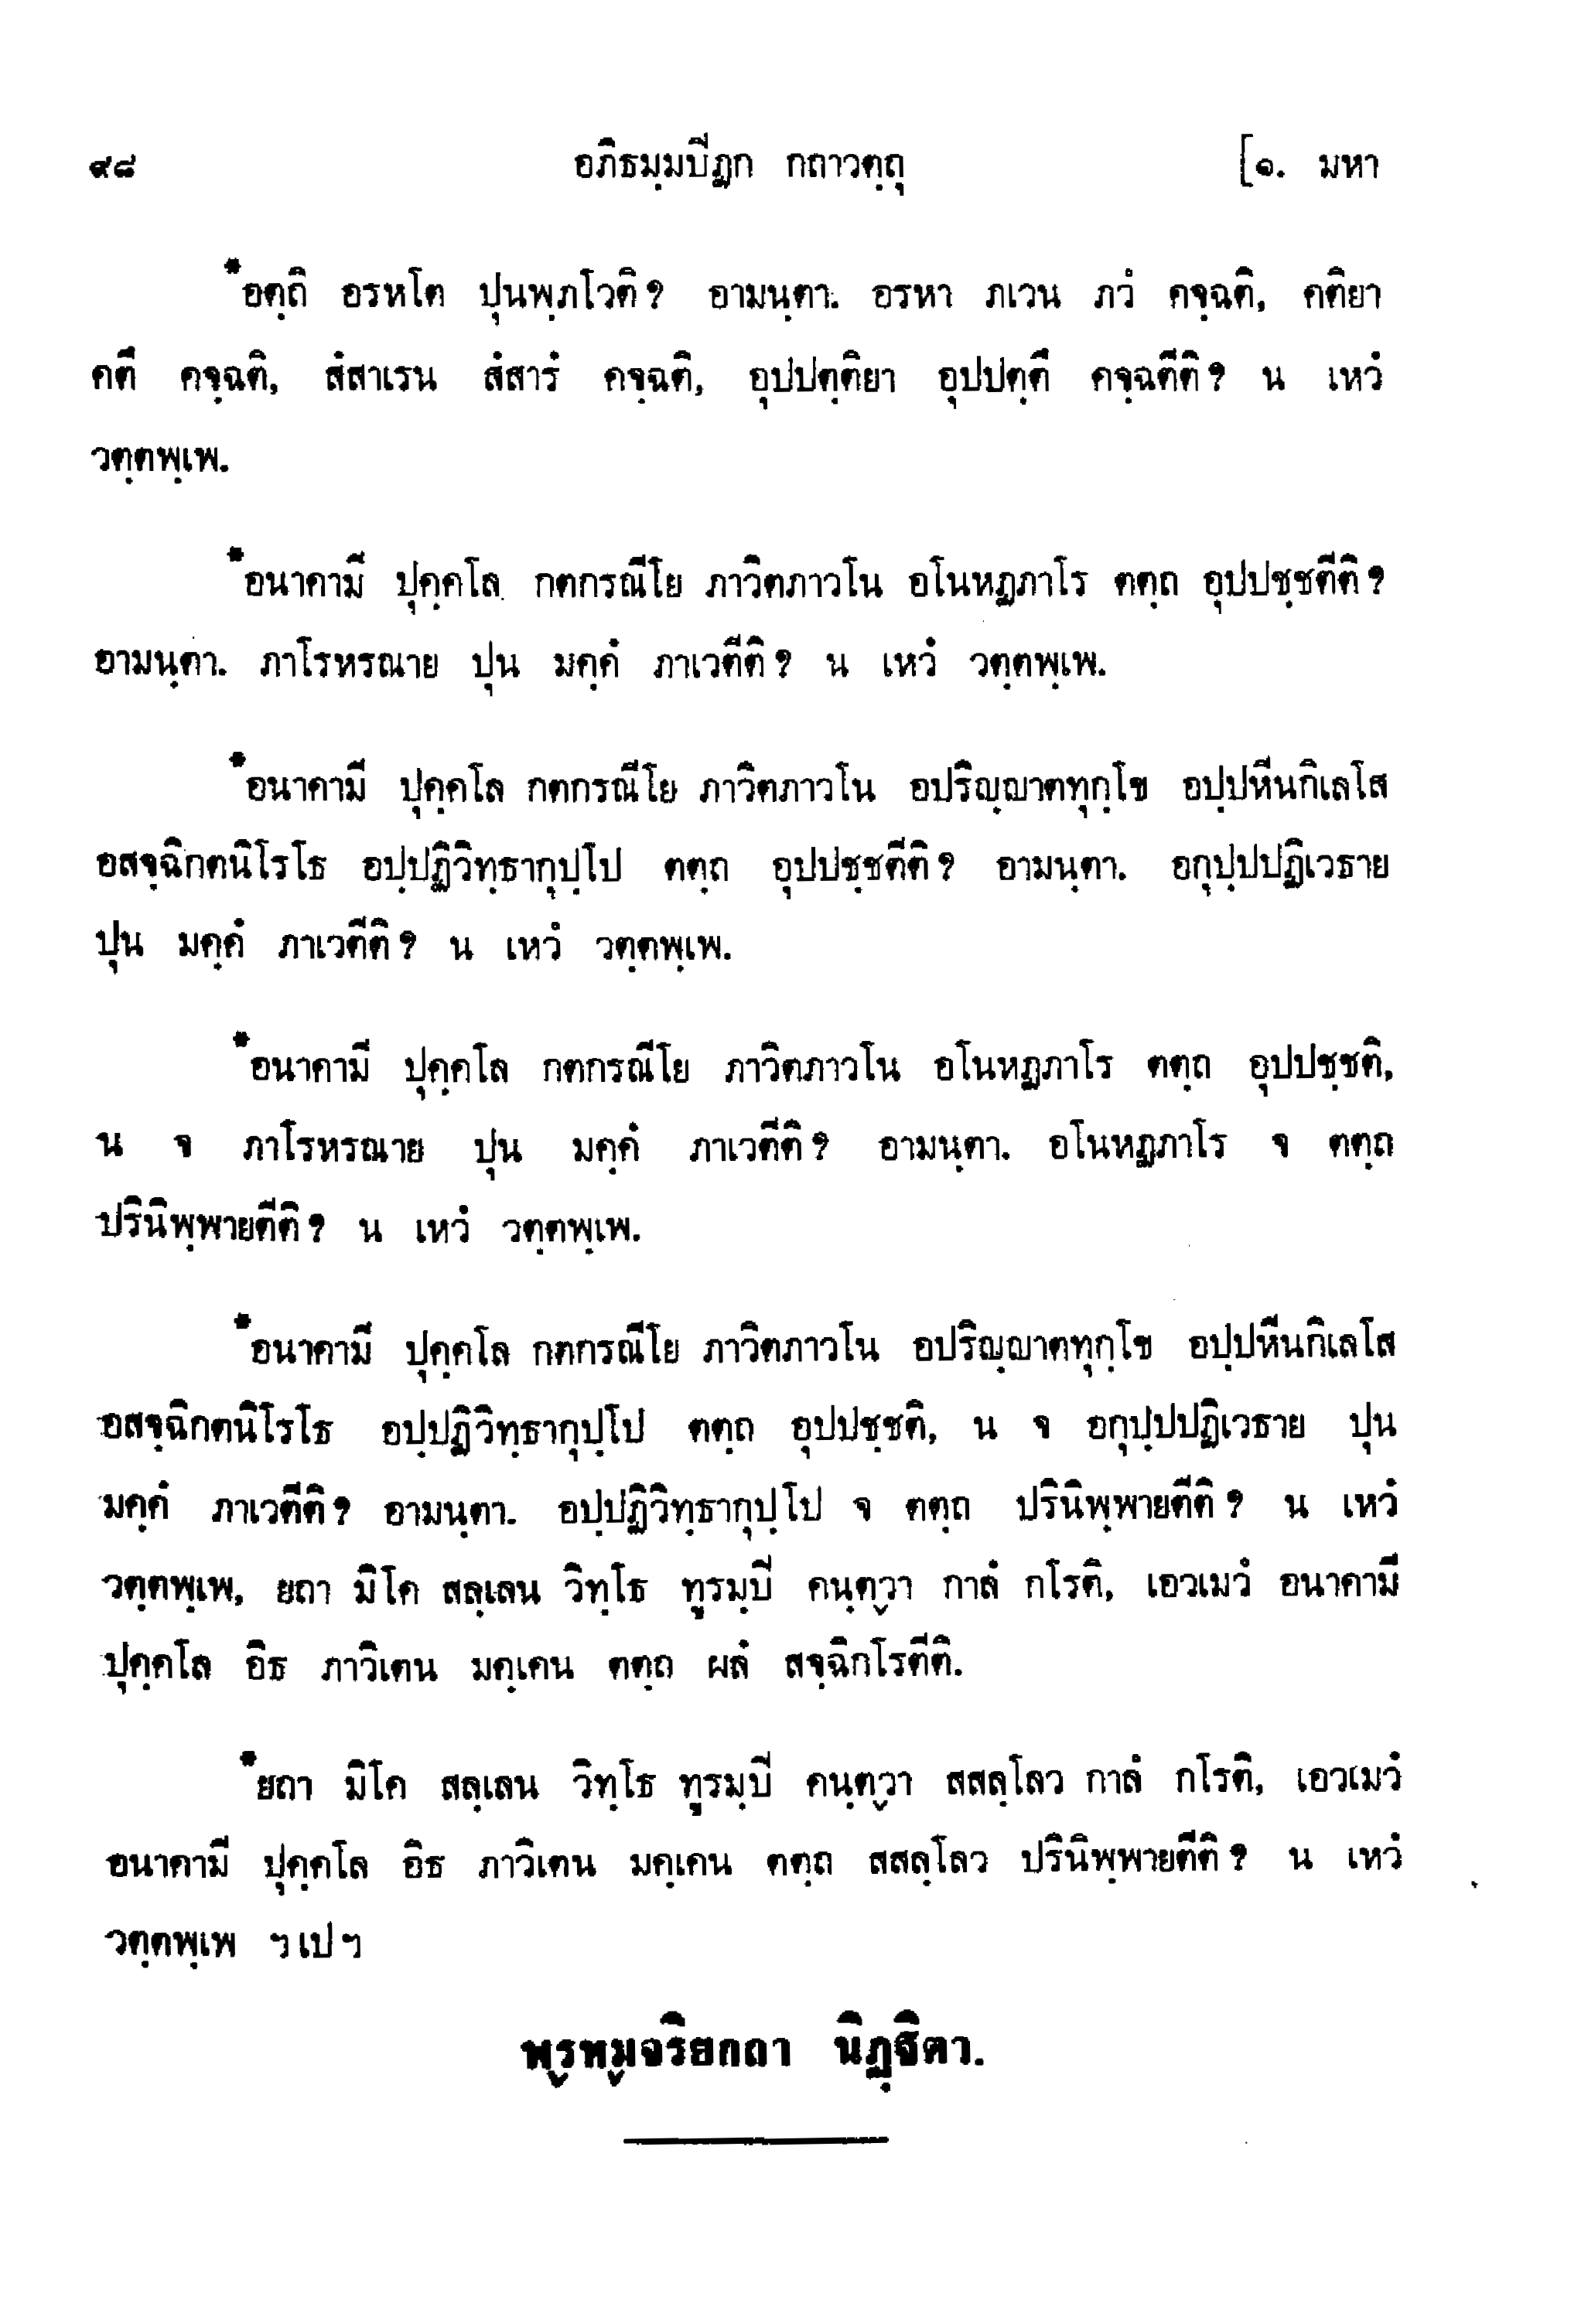 ๙๘ อภิธมฺมปิฏก กถาวตฺถุ [๑. มหา
*อตฺถิ อรหโต ปุนพฺภโวติ? อามนฺตา. อรหา ภเวน ภวํ คจฺฉติ, คติยา
คตึ คจฺฉติ, สํสาเรน สํสารํ คจฺฉติ, อุปปตฺติยา อุปปตฺตึ คจฺฉตีติ? น เหวํ
วตฺตพฺเพ.
*อนาคามี ปุคฺคโล กตกรณีโย ภาวิตภาวโน อโนหฏภาโร ตตฺถ อุปปชฺชตีติ?
อามนฺตา. ภาโรหรณาย ปุน มคฺคํ ภาเวตีติ? น เหวํ วตฺตพฺเพ.
*อนาคามี ปุคฺคโล กตกรณีโย ภาวิตภาวโน อปริญฺญาตทุกฺโข อปฺปหีนกิเลโส
อสจฺฉิกตนิโรโธ อปฺปฏิวิทฺธากุปฺโป ตตฺถ อุปปชฺชตีติ? อามนฺตา. อกุปฺปปฏิเวธาย
ปุน มคฺคํ ภาเวตีติ? น เหวํ วตฺตพฺเพ.
*อนาคามี ปุคฺคโล กตกรณีโย ภาวิตภาวโน อโนหฏภาโร ตตฺถ อุปปชฺชติ,
น จ ภาโรหรณาย ปุน มคฺคํ ภาเวตีติ? อามนฺตา. อโนหฏภาโร จ ตตฺถ
ปรินิพฺพายตีติ? น เหวํ วตฺตพฺเพ.
*อนาคามี ปุคฺคโล กตกรณีโย ภาวิตภาวโน อปริญฺญาตทุกฺโข อปฺปหีนกิเลโส
อสจฺฉิกตนิโรโธ อปฺปฏิวิทฺธากุปฺโป ตตฺถ อุปปชฺชติ, น จ อกุปฺปปฏิเวธาย ปุน
มคฺคํ ภาเวตีติ? อามนฺตา. อปฺปฏิวิทฺธากุปฺโป จ ตตฺถ ปรินิพฺพายตีติ? น เหวํ
วตฺตพฺเพ, ยถา มิโค สลฺเลน วิทฺโธ ทูรมฺปิ คนฺตฺวา กาลํ กโรติ, เอวเมวํ อนาคามี
ปุคฺคโล อิธ ภาวิเตน มคฺเคน ตตฺถ ผลํ สจฺฉิกโรตีติ.
*ยถา มิโค สลฺเลน วิทฺโธ ทูรมฺปิ คนฺตฺวา สสลฺโลว กาลํ กโรติ, เอวเมวํ
อนาคามี ปุคฺคโล อิธ ภาวิเตน มคฺเคน ตตฺถ สสลฺโลว ปรินิพฺพายตีติ? น เหวํ
วตฺตพฺเพ ฯเปฯ
พฺรหฺมจริยกถา นิฏฺฐิตา.